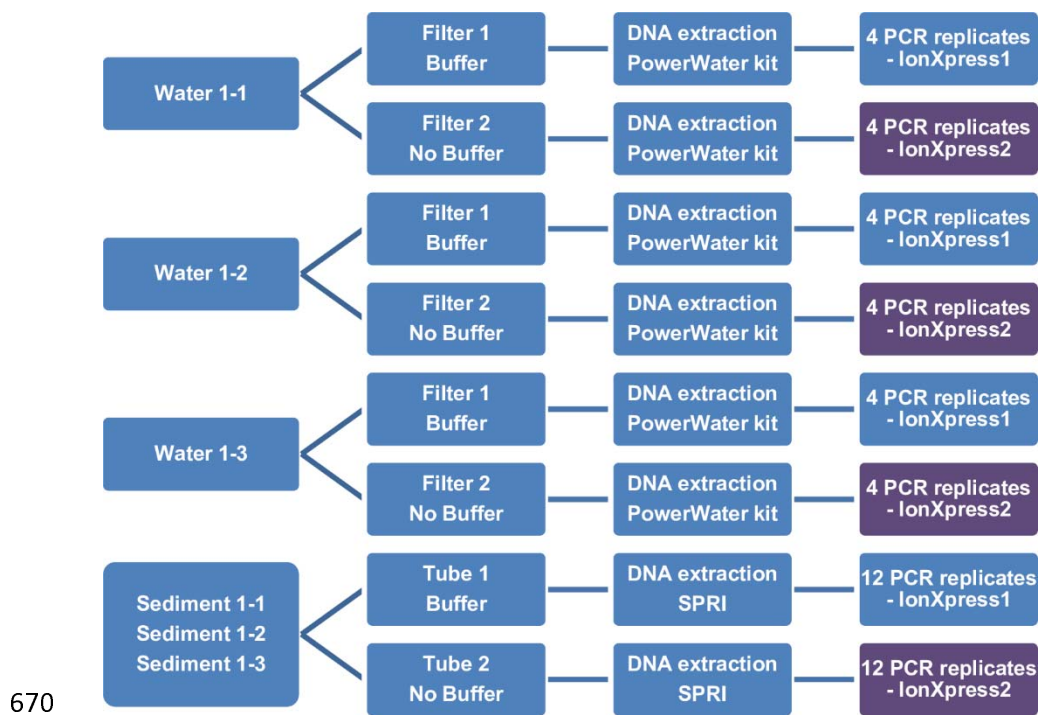 Water 1-1
Filter 1
Buffer
DNA extraction
PowerWater kit
4 PCR replicates
- IonXpress1
Filter 2
No Buffer
DNA extraction
PowerWater kit
4 PCR replicates
- IonXpress2
Water 1-2
Filter 1
Buffer
DNA extraction
PowerWater kit
4 PCR replicates
- IonXpress1
Filter 2
No Buffer
DNA extraction
PowerWater kit
4 PCR replicates
- IonXpress2
Water 1-3
Filter 1
Buffer
DNA extraction
PowerWater kit
4 PCR replicates
- IonXpress1
Filter 2
No Buffer
DNA extraction
PowerWater kit
4 PCR replicates
- IonXpress2
Sediment 1-1
Sediment 1-2
Sediment 1-3
Tube 1
Buffer
DNA extraction
SPRI
12 PCR replicates
- IonXpress1
Tube 2
No Buffer
DNA extraction
SPRI
12 PCR replicates
- IonXpress2
670